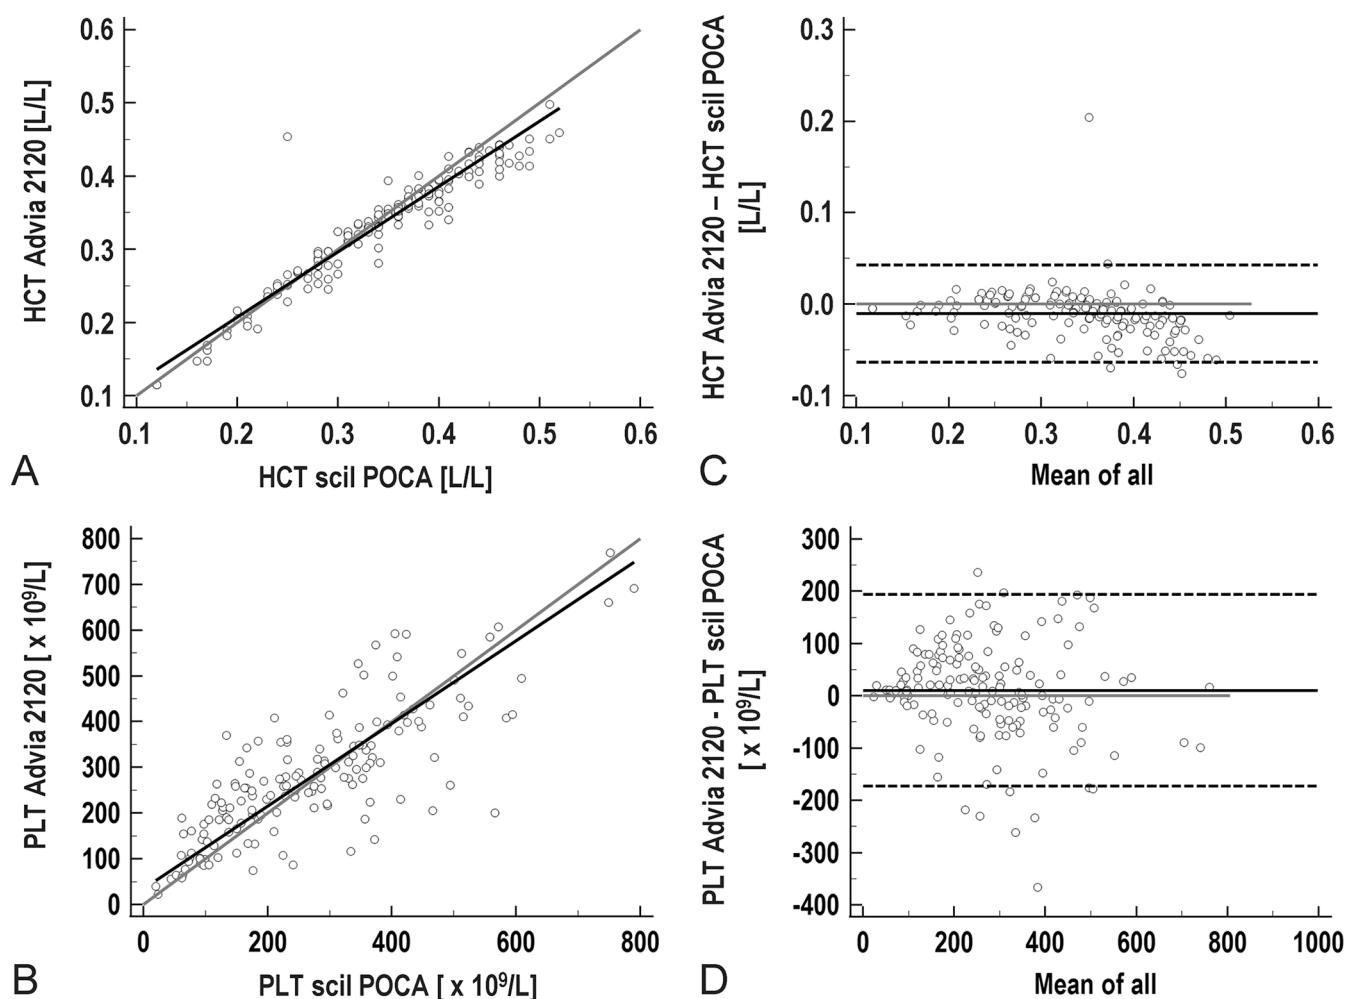 HCT Advia 2120 [L/L]
0.6
0.5
0.4
0.3
0.2
0.1
0.1 0.2 0.3 0.4 0.5 0.6
HCT scil POCA [L/L]
A
HCT Advia 2120 – HCT scil POCA
[L/L]
0.3
0.2
0.1
0.0
-0.1
0.1 0.2 0.3 0.4 0.5 0.6
Mean of all
C
PLT Advia 2120 [ x 10⁹/L]
800
700
600
500
400
300
200
100
0
0 200 400 600 800
PLT scil POCA [ x 10⁹/L]
B
PLT Advia 2120 - PLT scil POCA
[ x 10⁹/L]
300
200
100
0
-100
-200
-300
-400
0 200 400 600 800 1000
Mean of all
D